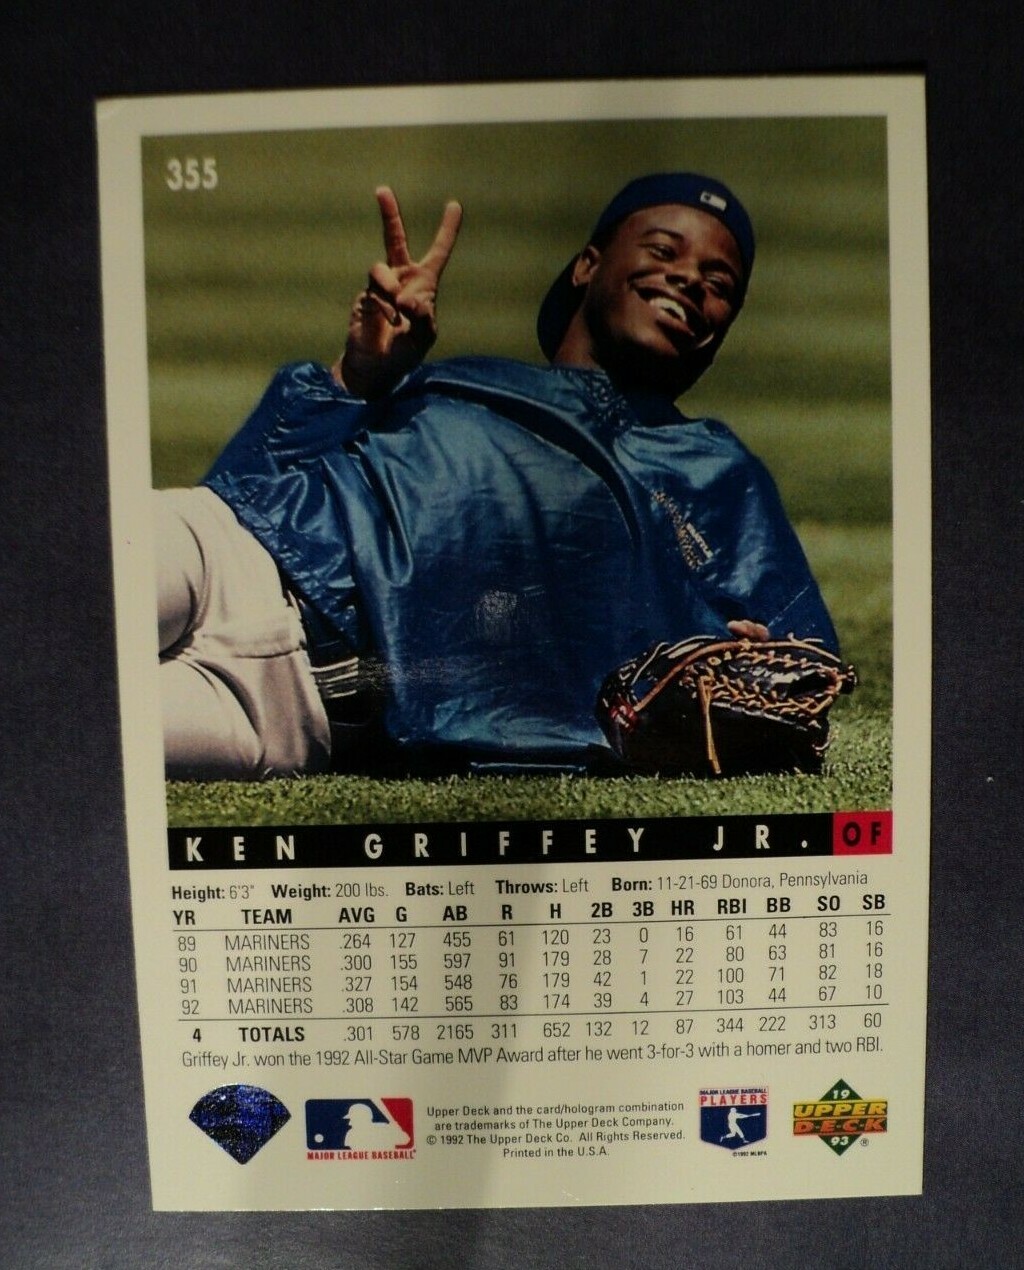 355
KEN GRIFFEY JR. OF
Height: 6'3" Weight: 200 lbs. Bats: Left Throws: Left Born: 11-21-69 Donora, Pennsylvania
YR TEAM AVG G AB R H 2B 3B HR RBI BB SO SB
89 MARINERS .264 127 455 61 120 23 0 16 61 44 83 16
90 MARINERS .300 155 597 91 179 28 7 22 80 63 81 16
91 MARINERS .327 154 548 76 179 42 1 22 100 71 82 18
92 MARINERS .308 142 565 83 174 39 4 27 103 44 67 10
4 TOTALS .301 578 2165 311 652 132 12 87 344 222 313 60
Griffey Jr. won the 1992 All-Star Game MVP Award after he went 3-for-3 with a homer and two RBI.
MAJOR LEAGUE BASEBALL
Upper Deck and the card/hologram combination
are trademarks of The Upper Deck Company.
© 1992 The Upper Deck Co. All Rights Reserved.
Printed in the U.S.A.
MAJOR LEAGUE BASEBALL
PLAYERS
©1992 MLBPA
19
UPPER
DECK
93 ®